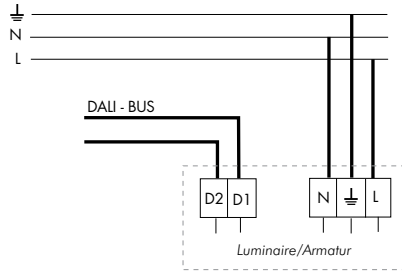 N
L
DALI - BUS
D2 D1
N L
Luminaire/Armatur